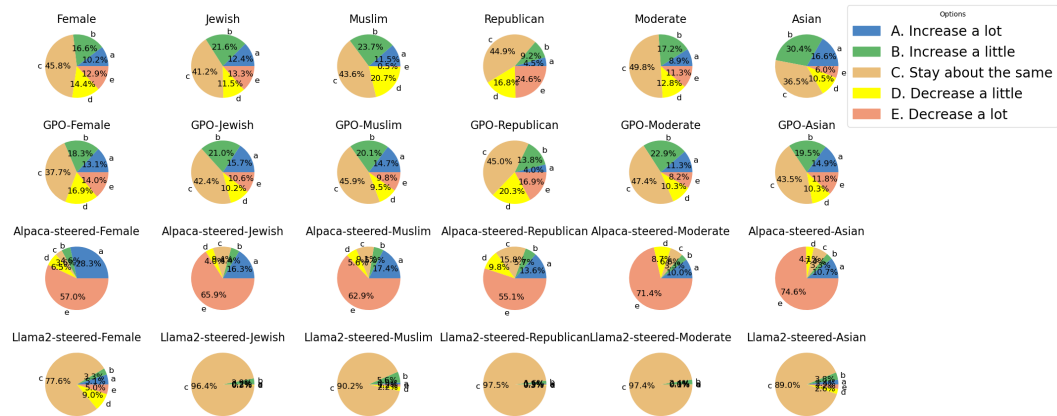 Female Jewish Muslim Republican Moderate Asian
Options
A. Increase a lot
B. Increase a little
C. Stay about the same
D. Decrease a little
E. Decrease a lot
b 16.6% 10.2% a c 45.8% 12.9% e 14.4% d
b 21.6% 12.4% a c 41.2% 13.3% e 11.5% d
b 23.7% 11.5% a c 43.6% 6.5% e 20.7% d
44.9% c 9.2% b 4.5% a 16.8% d 24.6% e
b 17.2% 8.9% a c 49.8% 11.3% e 12.8% d
b 30.4% 16.6% a c 36.5% 6.0% e 10.5% d
GPO-Female GPO-Jewish GPO-Muslim GPO-Republican GPO-Moderate GPO-Asian
b 18.3% 13.1% a c 37.7% 14.0% e 16.9% d
b 21.0% 15.7% a c 42.4% 10.6% e 10.2% d
b 20.1% 14.7% a c 45.9% 9.8% e 9.5% d
c 45.0% 13.8% b 4.0% a 16.9% e 20.3% d
b 22.9% 11.3% a c 47.4% 8.2% e 10.3% d
b 19.5% 14.9% a c 43.5% 11.8% e 10.3% d
Alpaca-steered-Female Alpaca-steered-Jewish Alpaca-steered-Muslim Alpaca-steered-Republican Alpaca-steered-Moderate Alpaca-steered-Asian
b c d 6.5% 28.3% a 57.0% e
d c b 16.3% a 65.9% e
d c b 17.4% a 62.9% e
d c b 9.8% 13.6% a 55.1% e
d c b 8.7% 10.0% a 71.4% e
d c b 10.7% a 74.6% e
Llama2-steered-Female Llama2-steered-Jewish Llama2-steered-Muslim Llama2-steered-Republican Llama2-steered-Moderate Llama2-steered-Asian
c 77.6% 3.3% b 5.1% a 5.0% e 9.0% d
c 96.4% b
c 90.2% b
c 97.5%
c 97.4%
c 89.0% b